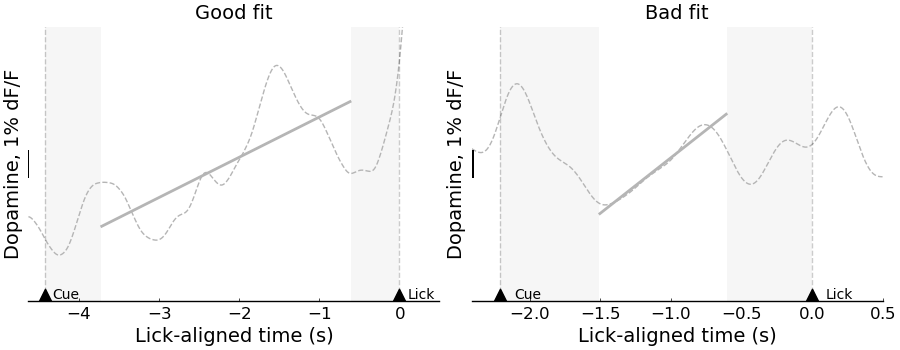 Good fit
Dopamine, 1% dF/F
Cue
Lick
−4 −3 −2 −1 0
Lick-aligned time (s)
Bad fit
Dopamine, 1% dF/F
Cue
Lick
−2.0 −1.5 −1.0 −0.5 0.0 0.5
Lick-aligned time (s)